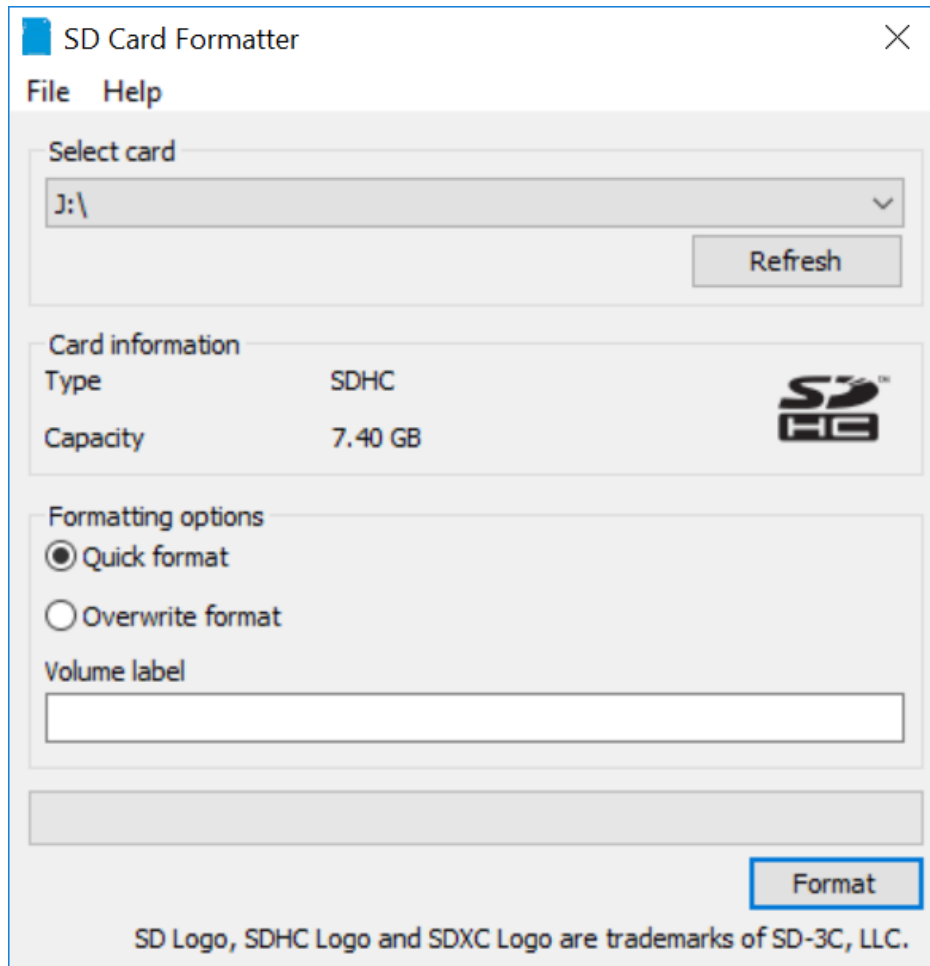 SD Card Formatter
File Help
Select card
J:\
Refresh
Card information
Type SDHC
Capacity 7.40 GB
SD™
HC
Formatting options
Quick format
Overwrite format
Volume label
Format
SD Logo, SDHC Logo and SDXC Logo are trademarks of SD-3C, LLC.